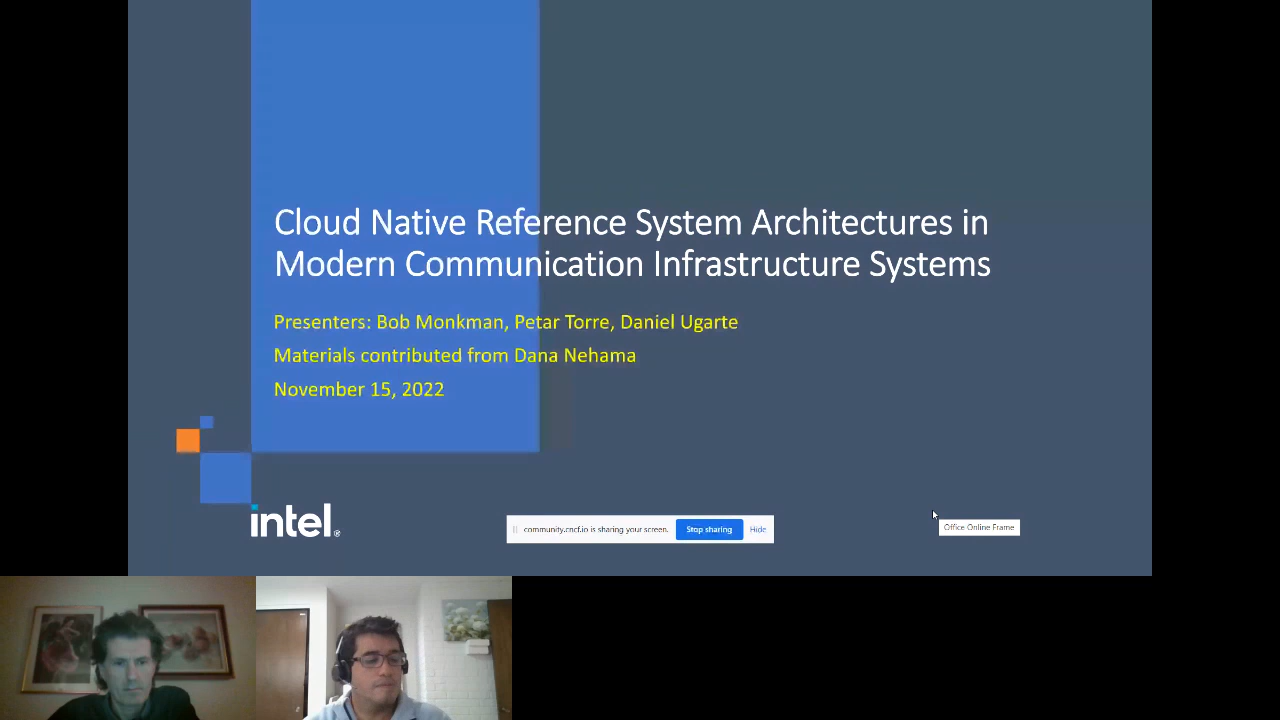 Cloud Native Reference System Architectures in
Modern Communication Infrastructure Systems
Presenters: Bob Monkman, Petar Torre, Daniel Ugarte
Materials contributed from Dana Nehama
November 15, 2022
intel®
community.cncf.io is sharing your screen. Stop sharing Hide
Office Online Frame